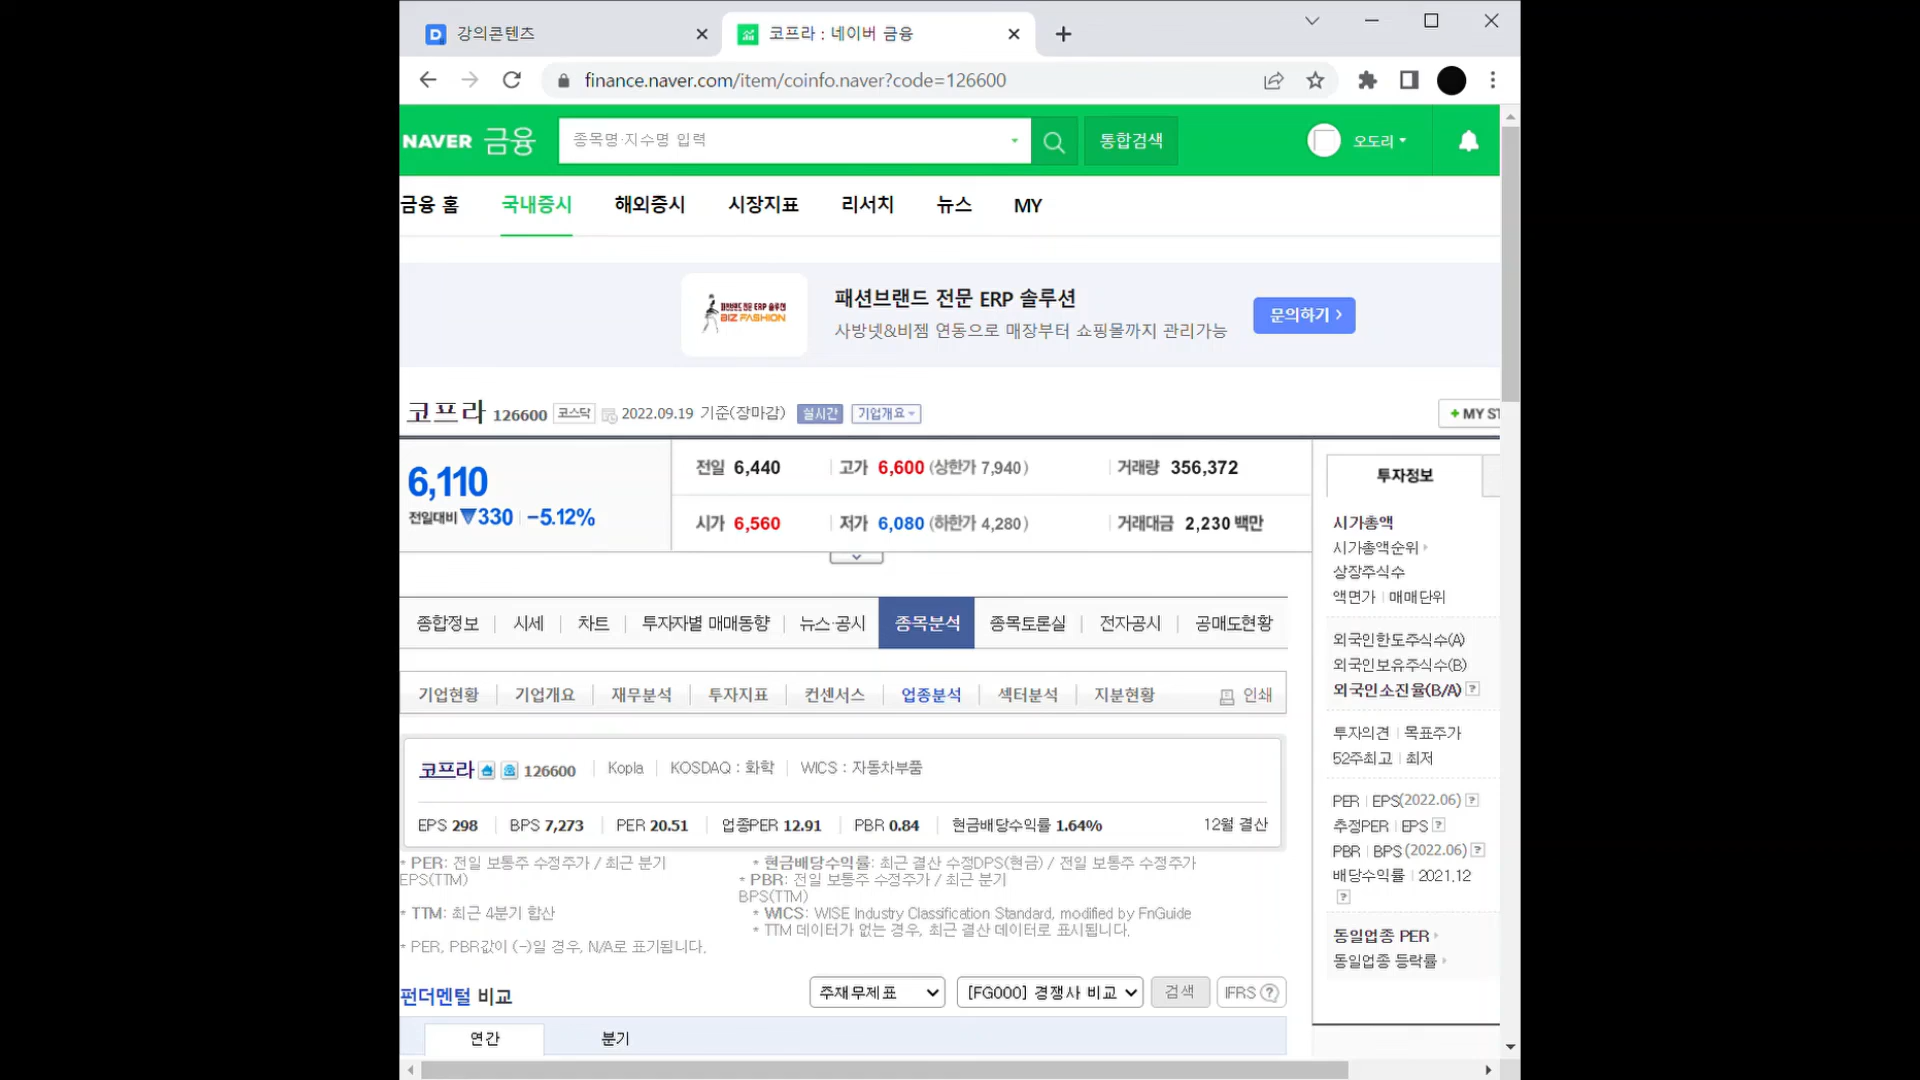 강의콘텐츠
코프라 : 네이버 금융
finance.naver.com/item/coinfo.naver?code=126600
NAVER 금융
종목명·지수명 입력
통합검색
오도리
금융 홈 국내증시 해외증시 시장지표 리서치 뉴스 MY
패션브랜드 전문 ERP 솔루션
BIZ FASHION
패션브랜드 전문 ERP 솔루션
사방넷&비젬 연동으로 매장부터 쇼핑몰까지 관리가능
문의하기
코프라 126600 코스닥 2022.09.19 기준(장마감) 실시간 기업개요
+ MY ST
6,110
전일대비 ▼330 | -5.12%
전일 6,440 | 고가 6,600 (상한가 7,940) | 거래량 356,372
시가 6,560 | 저가 6,080 (하한가 4,280) | 거래대금 2,230 백만
종합정보 | 시세 | 차트 | 투자자별 매매동향 | 뉴스·공시 종목분석 종목토론실 | 전자공시 | 공매도현황
기업현황 | 기업개요 | 재무분석 | 투자지표 | 컨센서스 | 업종분석 | 섹터분석 | 지분현황 인쇄
코프라 126600 | Kopla | KOSDAQ : 화학 | WICS : 자동차부품
EPS 298 | BPS 7,273 | PER 20.51 | 업종PER 12.91 | PBR 0.84 | 현금배당수익률 1.64% 12월 결산
* PER: 전일 보통주 수정주가 / 최근 분기
EPS(TTM)
* TTM: 최근 4분기 합산
* PER, PBR값이 (-)일 경우, N/A로 표기됩니다.
* 현금배당수익률: 최근 결산 수정DPS(현금) / 전일 보통주 수정주가
* PBR: 전일 보통주 수정주가 / 최근 분기
BPS(TTM)
* WICS: WISE Industry Classification Standard, modified by FnGuide
* TTM 데이터가 없는 경우, 최근 결산 데이터로 표시됩니다.
펀더멘털 비교
주재무제표 [FG000] 경쟁사 비교 검색 IFRS ?
연간 분기
투자정보
시가총액
시가총액순위
상장주식수
액면가 | 매매단위
외국인한도주식수(A)
외국인보유주식수(B)
외국인소진율(B/A) ?
투자의견 | 목표주가
52주최고 | 최저
PER | EPS(2022.06) ?
추정PER | EPS ?
PBR | BPS (2022.06) ?
배당수익률 | 2021.12
?
동일업종 PER
동일업종 등락률